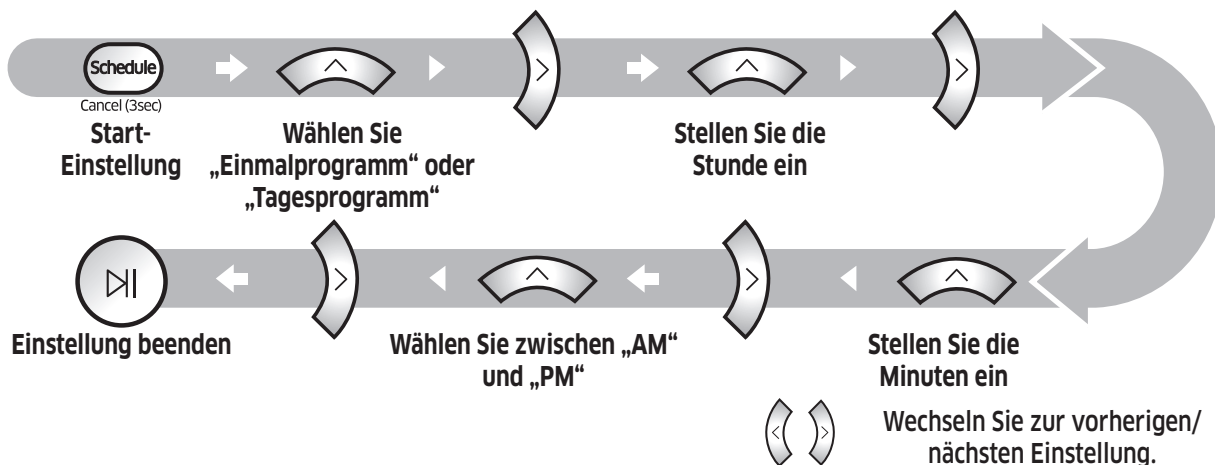 Schedule
Cancel (3sec)
Start-
Einstellung
Wählen Sie
„Einmalprogramm“ oder
„Tagesprogramm“
Stellen Sie die
Stunde ein
Stellen Sie die
Minuten ein
Wählen Sie zwischen „AM“
und „PM“
Einstellung beenden
Wechseln Sie zur vorherigen/
nächsten Einstellung.